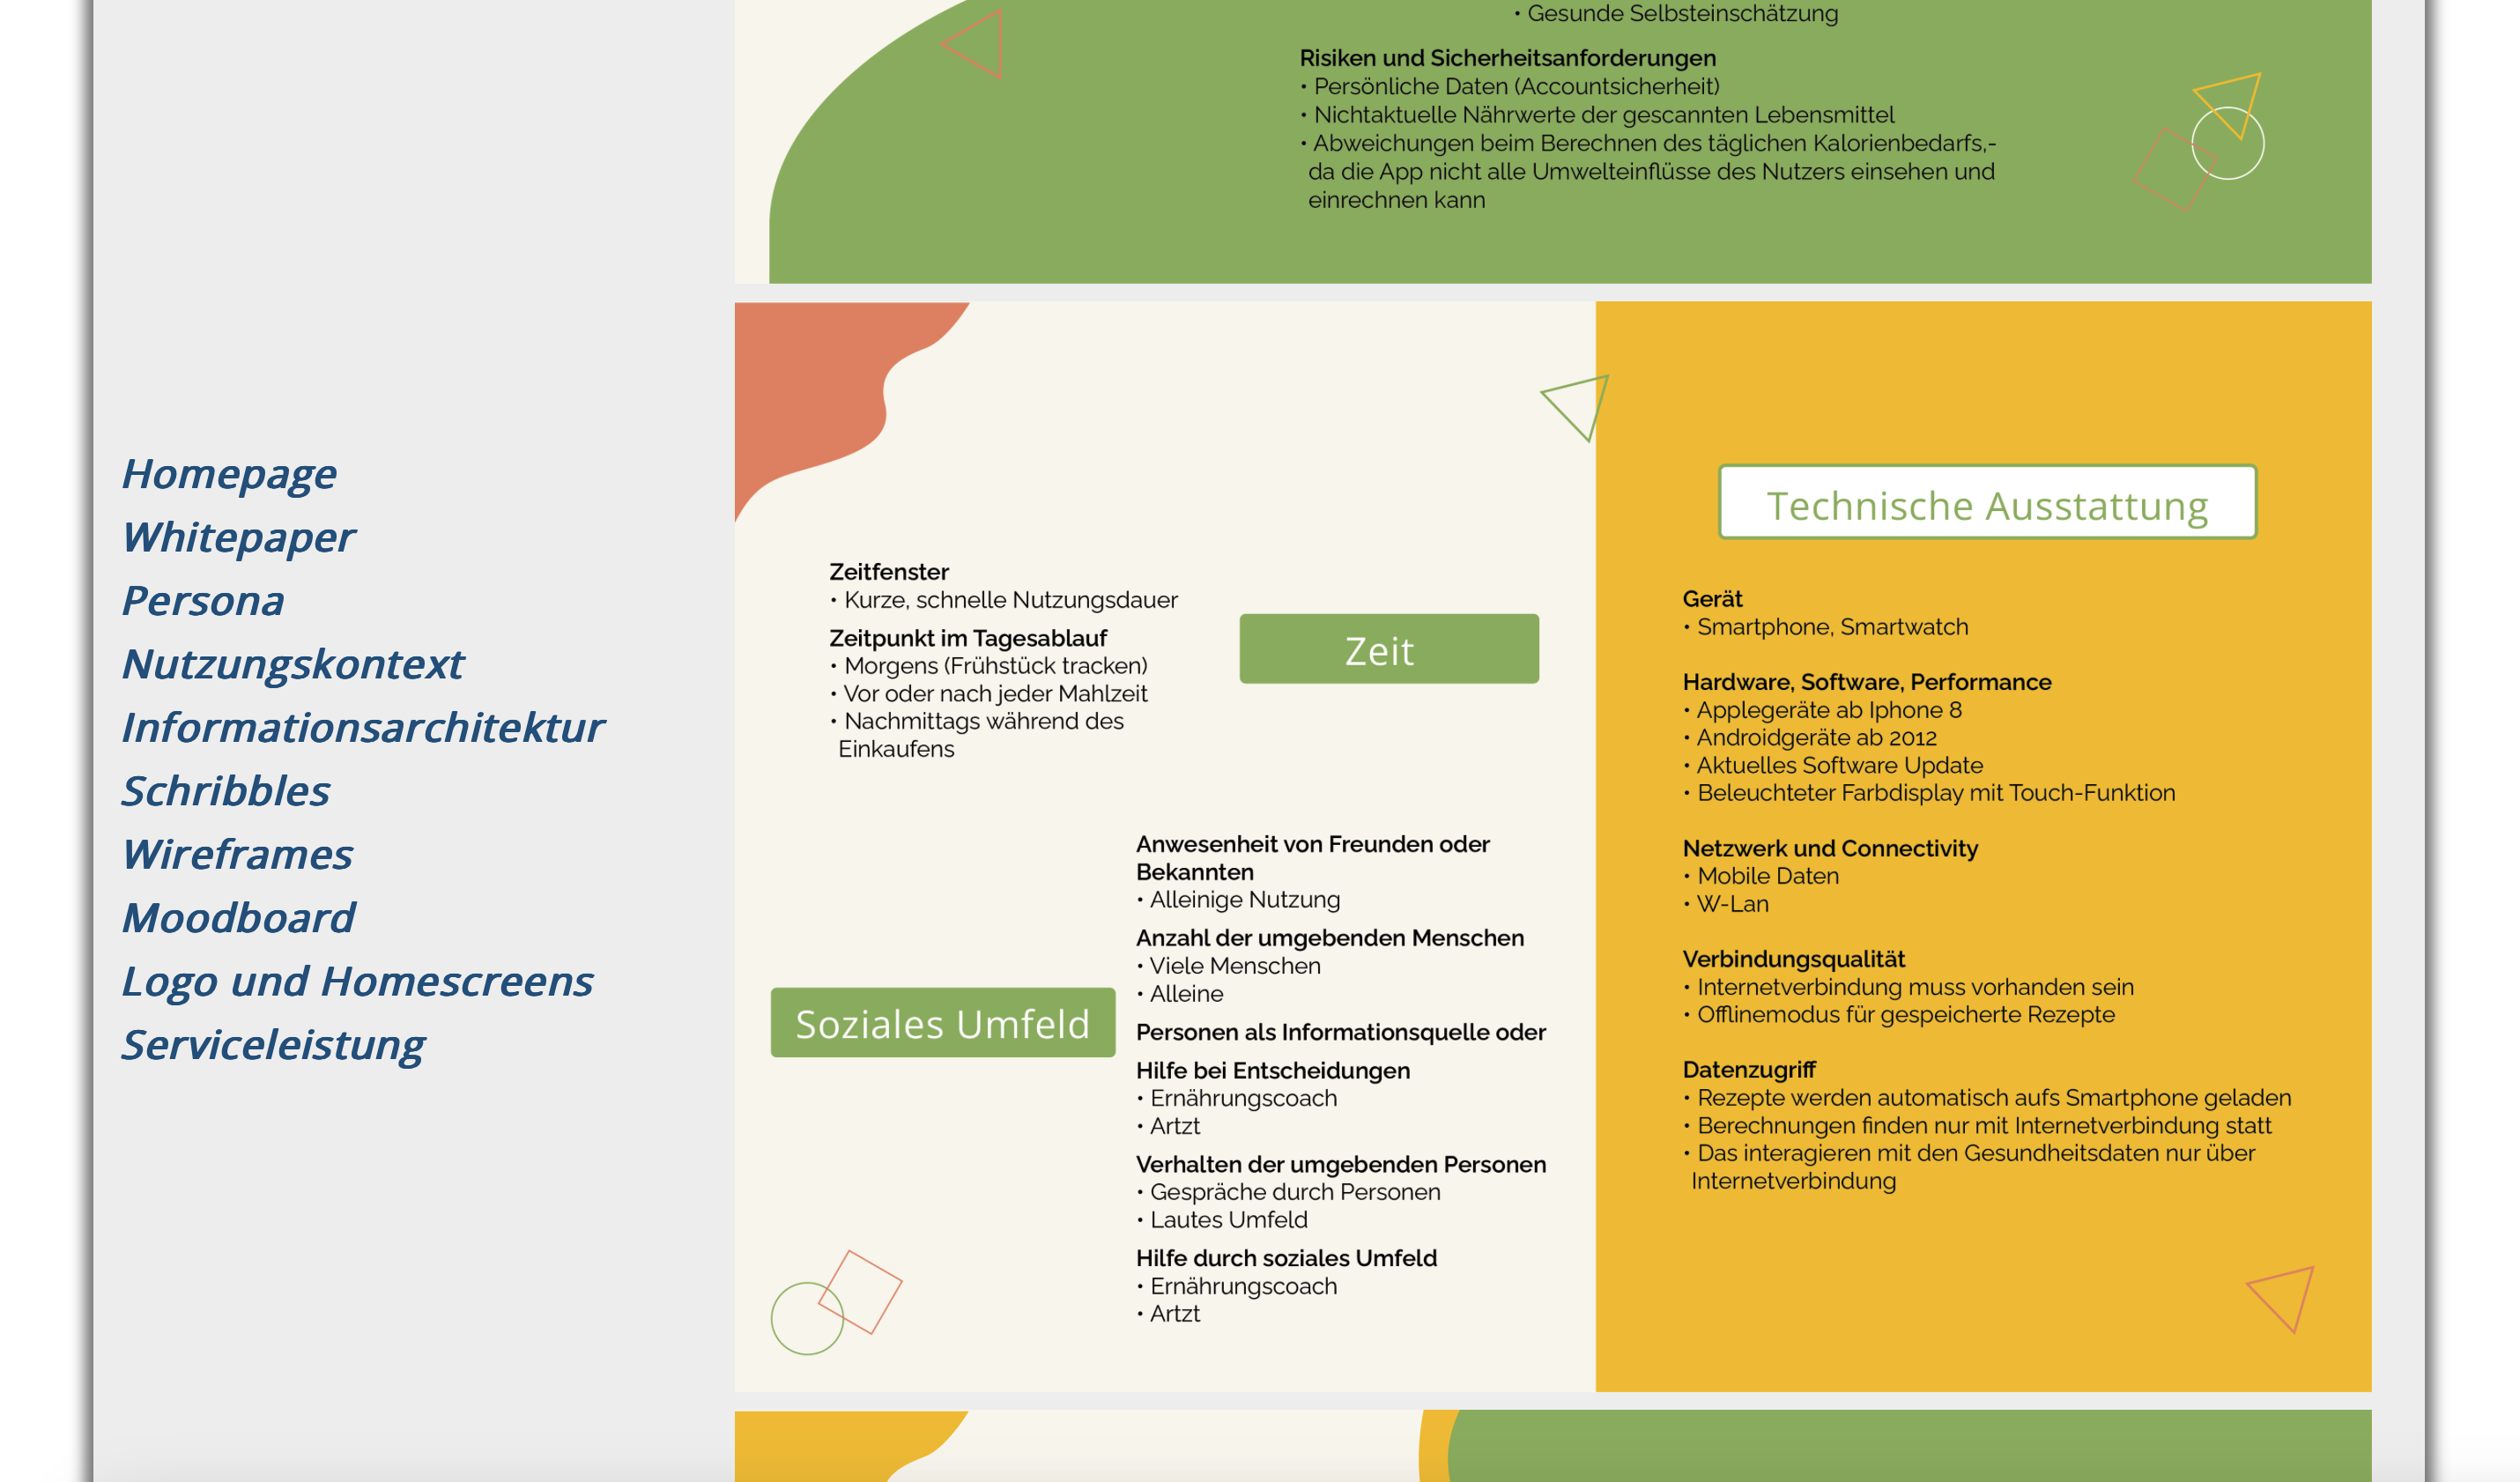 • Gesunde Selbsteinschätzung
Risiken und Sicherheitsanforderungen
• Persönliche Daten (Accountsicherheit)
• Nichtaktuelle Nährwerte der gescannten Lebensmittel
• Abweichungen beim Berechnen des täglichen Kalorienbedarfs,-
da die App nicht alle Umwelteinflüsse des Nutzers einsehen und
einrechnen kann
Homepage
Whitepaper
Persona
Nutzungskontext
Informationsarchitektur
Schribbles
Wireframes
Moodboard
Logo und Homescreens
Serviceleistung
Zeitfenster
• Kurze, schnelle Nutzungsdauer
Zeitpunkt im Tagesablauf
• Morgens (Frühstück tracken)
• Vor oder nach jeder Mahlzeit
• Nachmittags während des
Einkaufens
Zeit
Soziales Umfeld
Anwesenheit von Freunden oder
Bekannten
• Alleinige Nutzung
Anzahl der umgebenden Menschen
• Viele Menschen
• Alleine
Personen als Informationsquelle oder
Hilfe bei Entscheidungen
• Ernährungscoach
• Artzt
Verhalten der umgebenden Personen
• Gespräche durch Personen
• Lautes Umfeld
Hilfe durch soziales Umfeld
• Ernährungscoach
• Artzt
Technische Ausstattung
Gerät
• Smartphone, Smartwatch
Hardware, Software, Performance
• Applegeräte ab Iphone 8
• Androidgeräte ab 2012
• Aktuelles Software Update
• Beleuchteter Farbdisplay mit Touch-Funktion
Netzwerk und Connectivity
• Mobile Daten
• W-Lan
Verbindungsqualität
• Internetverbindung muss vorhanden sein
• Offlinemodus für gespeicherte Rezepte
Datenzugriff
• Rezepte werden automatisch aufs Smartphone geladen
• Berechnungen finden nur mit Internetverbindung statt
• Das interagieren mit den Gesundheitsdaten nur über
Internetverbindung